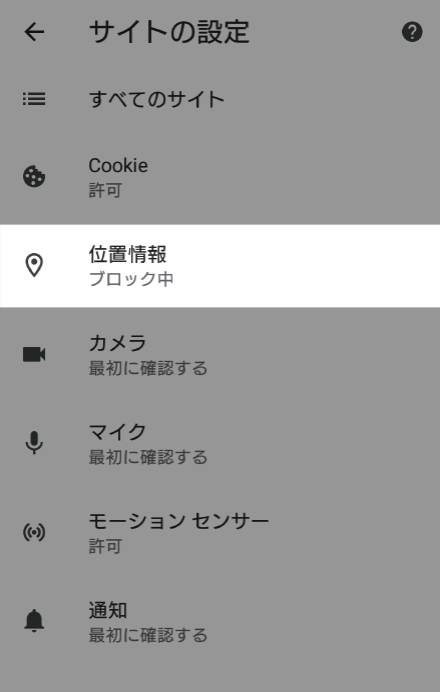 サイトの設定
すべてのサイト
Cookie
許可
位置情報
ブロック中
カメラ
最初に確認する
マイク
最初に確認する
モーション センサー
許可
通知
最初に確認する